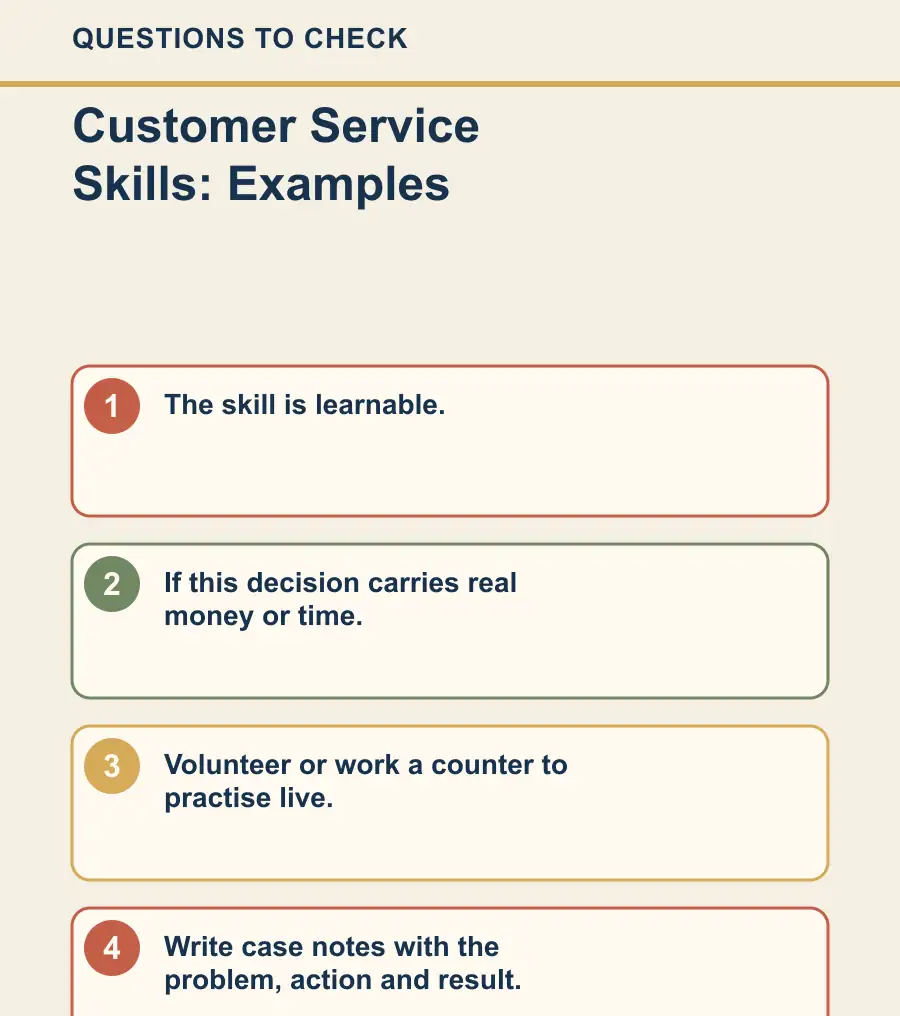 QUESTIONS TO CHECK
Customer Service
Skills: Examples
1
The skill is learnable.
2
If this decision carries real
money or time.
3
Volunteer or work a counter to
practise live.
4
Write case notes with the
problem, action and result.